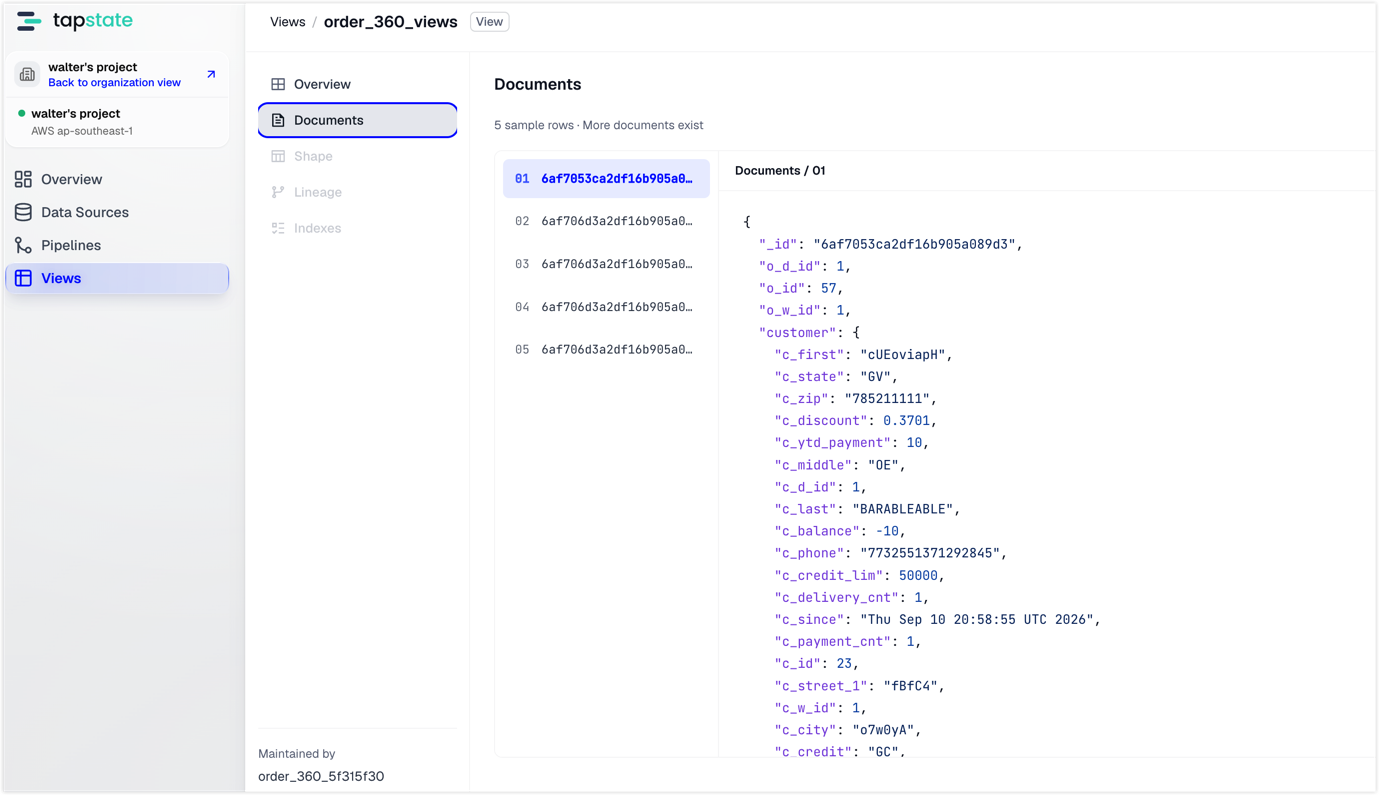 tapstate
walter's project
Back to organization view
walter's project
AWS ap-southeast-1
Overview
Data Sources
Pipelines
Views
Views / order_360_views View
Overview
Documents
Shape
Lineage
Indexes
Maintained by
order_360_5f315f30
Documents
5 sample rows · More documents exist
01 6af7053ca2df16b905a0…
02 6af706d3a2df16b905a0…
03 6af706d3a2df16b905a0…
04 6af706d3a2df16b905a0…
05 6af706d3a2df16b905a0…
Documents / 01
{
"_id": "6af7053ca2df16b905a089d3",
"o_d_id": 1,
"o_id": 57,
"o_w_id": 1,
"customer": {
"c_first": "cUEoviapH",
"c_state": "GV",
"c_zip": "785211111",
"c_discount": 0.3701,
"c_ytd_payment": 10,
"c_middle": "OE",
"c_d_id": 1,
"c_last": "BARABLEABLE",
"c_balance": -10,
"c_phone": "7732551371292845",
"c_credit_lim": 50000,
"c_delivery_cnt": 1,
"c_since": "Thu Sep 10 20:58:55 UTC 2026",
"c_payment_cnt": 1,
"c_id": 23,
"c_street_1": "fBfC4",
"c_w_id": 1,
"c_city": "o7w0yA",
"c_credit": "GC",